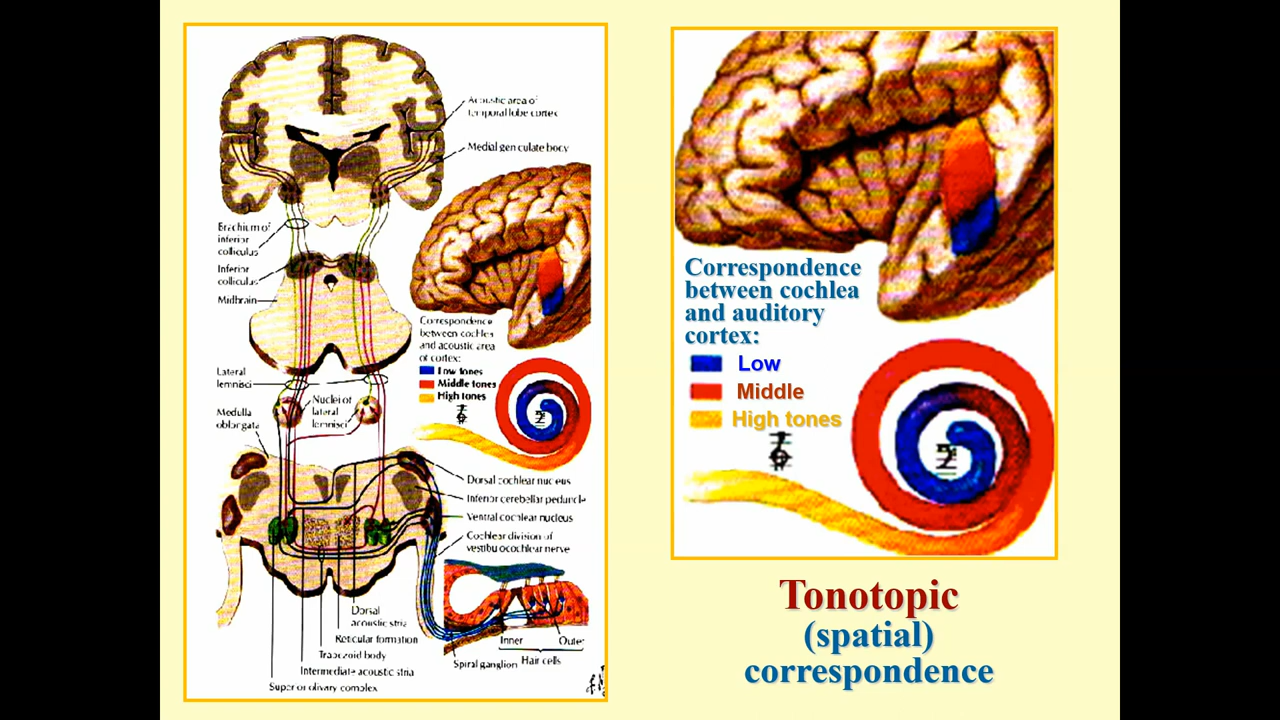 Acoustic area of
temporal lobe cortex
Medial geniculate body
Brachium of
inferior
colliculus
Inferior
colliculus
Midbrain
Correspondence
between cochlea
and acoustic area
of cortex:
Low tones
Middle tones
High tones
Lateral
lemnisci
Nuclei of
lateral
lemnisci
Medulla
oblongata
Dorsal cochlear nucleus
Inferior cerebellar peduncle
Ventral cochlear nucleus
Cochlear division of
vestibulocochlear nerve
Inner
Outer
Hair cells
Spiral ganglion
Dorsal
acoustic stria
Reticular formation
Trapezoid body
Intermediate acoustic stria
Superior olivary complex
Correspondence
between cochlea
and auditory
cortex:
Low
Middle
High tones
Tonotopic
(spatial)
correspondence